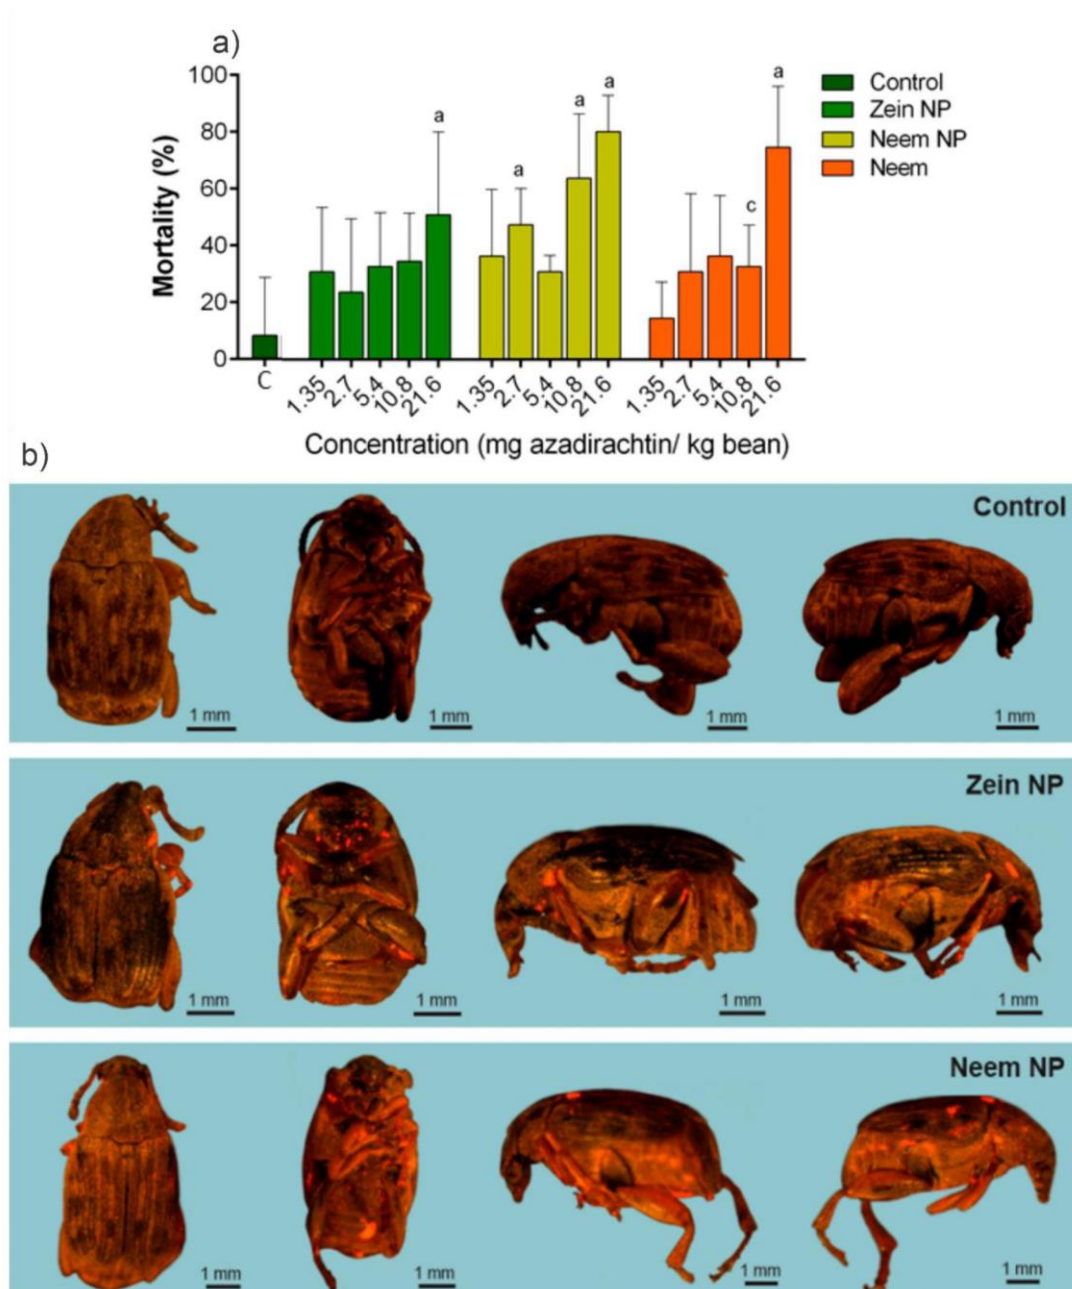 a)
100
80
60
40
20
0
Mortality (%)
a
a
a
a
c
a
Control
Zein NP
Neem NP
Neem
C
1.35 2.7 5.4 10.8 21.6
1.35 2.7 5.4 10.8 21.6
1.35 2.7 5.4 10.8 21.6
Concentration (mg azadirachtin/ kg bean)
b)
Control
1 mm
1 mm
1 mm
1 mm
Zein NP
1 mm
1 mm
1 mm
1 mm
Neem NP
1 mm
1 mm
1 mm
1 mm